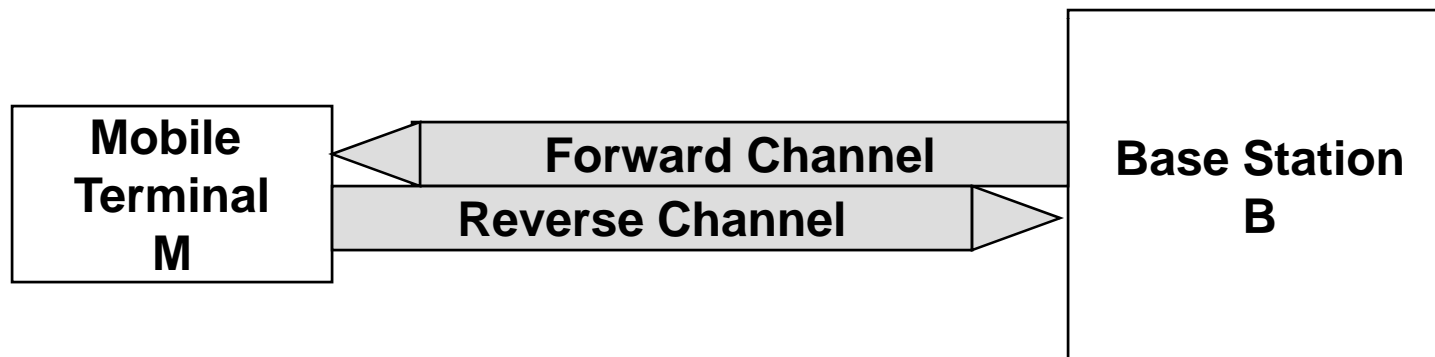 Mobile
Terminal
M
Forward Channel
Reverse Channel
Base Station
B